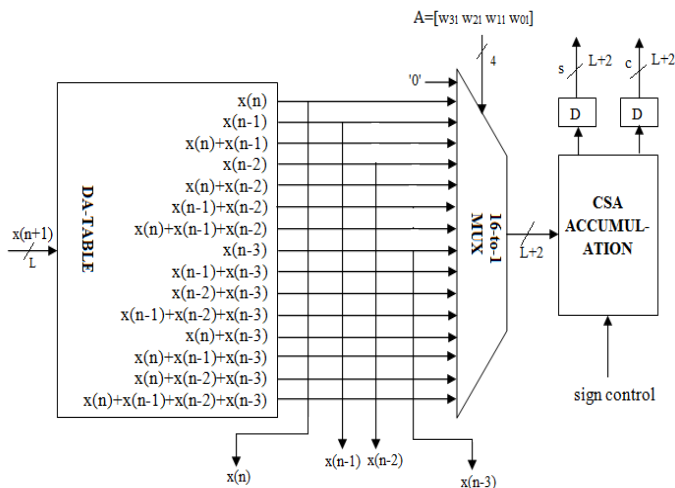 A=[w31 w21 w11 w01]
4
'0'
DA-TABLE
x(n)
x(n-1)
x(n)+x(n-1)
x(n-2)
x(n)+x(n-2)
x(n-1)+x(n-2)
x(n)+x(n-1)+x(n-2)
x(n-3)
x(n-1)+x(n-3)
x(n-2)+x(n-3)
x(n-1)+x(n-2)+x(n-3)
x(n)+x(n-3)
x(n)+x(n-1)+x(n-3)
x(n)+x(n-2)+x(n-3)
x(n)+x(n-1)+x(n-2)+x(n-3)
x(n+1)
L
16-to-1
MUX
L+2
s
L+2
c
L+2
D
D
CSA
ACCUMUL-
ATION
sign control
x(n)
x(n-1)
x(n-2)
x(n-3)